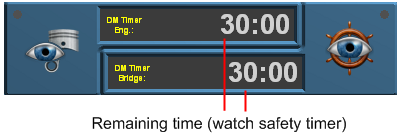 DM Timer
Eng.:
30:00
DM Timer
Bridge:
30:00
Remaining time (watch safety timer)